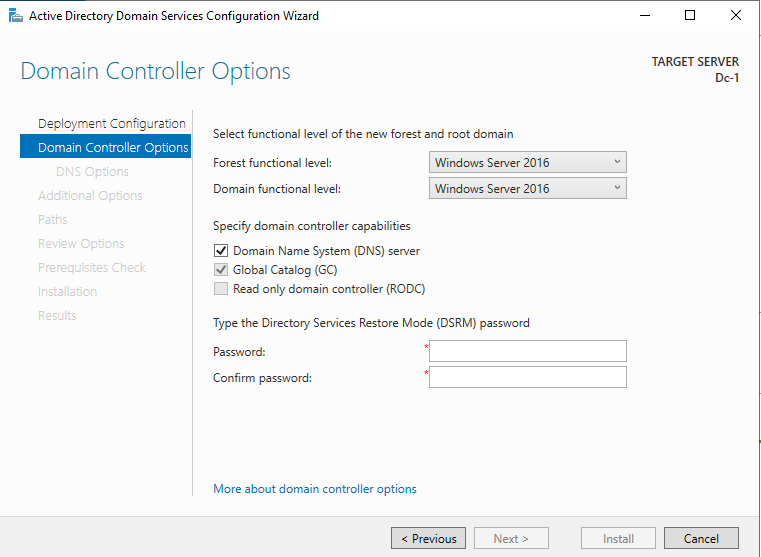 Active Directory Domain Services Configuration Wizard
Domain Controller Options
TARGET SERVER
Dc-1
Deployment Configuration
Domain Controller Options
DNS Options
Additional Options
Paths
Review Options
Prerequisites Check
Installation
Results
Select functional level of the new forest and root domain
Forest functional level: Windows Server 2016
Domain functional level: Windows Server 2016
Specify domain controller capabilities
Domain Name System (DNS) server
Global Catalog (GC)
Read only domain controller (RODC)
Type the Directory Services Restore Mode (DSRM) password
Password: *
Confirm password: *
More about domain controller options
< Previous Next > Install Cancel